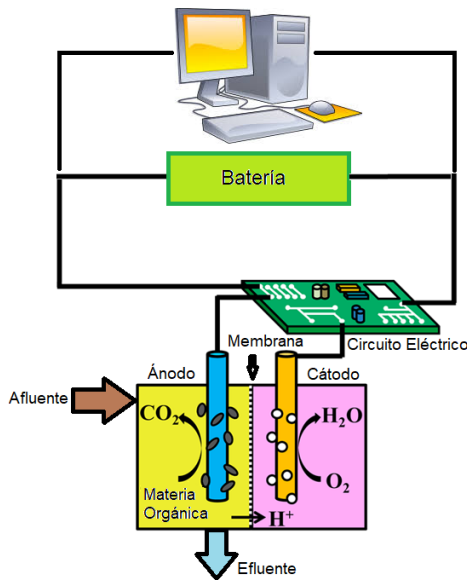 Batería
Membrana
Circuito Eléctrico
Ánodo
Cátodo
Afluente
CO₂
H₂O
Materia
Orgánica
O₂
H⁺
Efluente